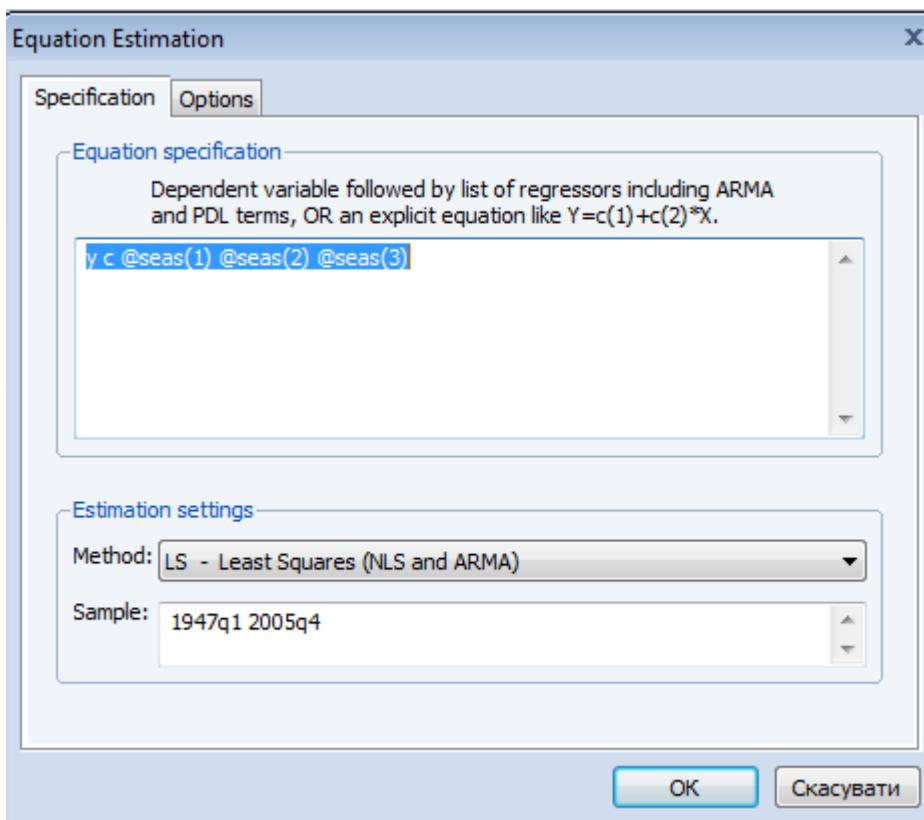 Equation Estimation
Specification
Options
Equation specification
Dependent variable followed by list of regressors including ARMA
and PDL terms, OR an explicit equation like Y=c(1)+c(2)*X.
y c @seas(1) @seas(2) @seas(3)
Estimation settings
Method: LS - Least Squares (NLS and ARMA)
Sample: 1947q1 2005q4
OK
Скасувати